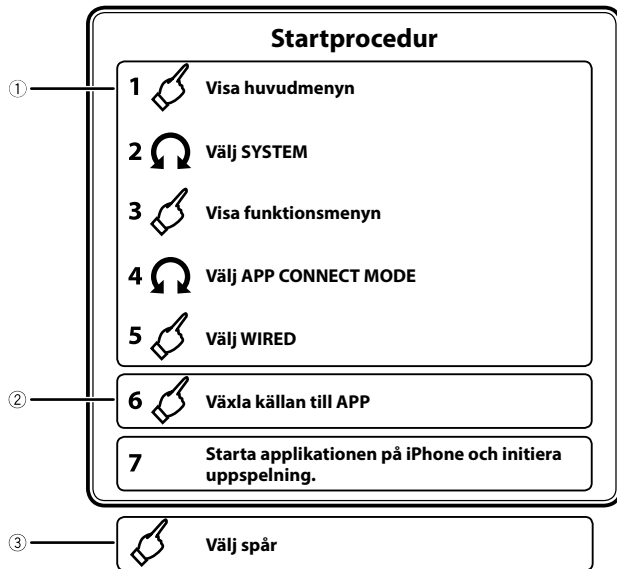 Startprocedur
①
1 Visa huvudmenyn
2 Välj SYSTEM
3 Visa funktionsmenyn
4 Välj APP CONNECT MODE
5 Välj WIRED
②
6 Växla källan till APP
7 Starta applikationen på iPhone och initiera
uppspelning.
③
Välj spår